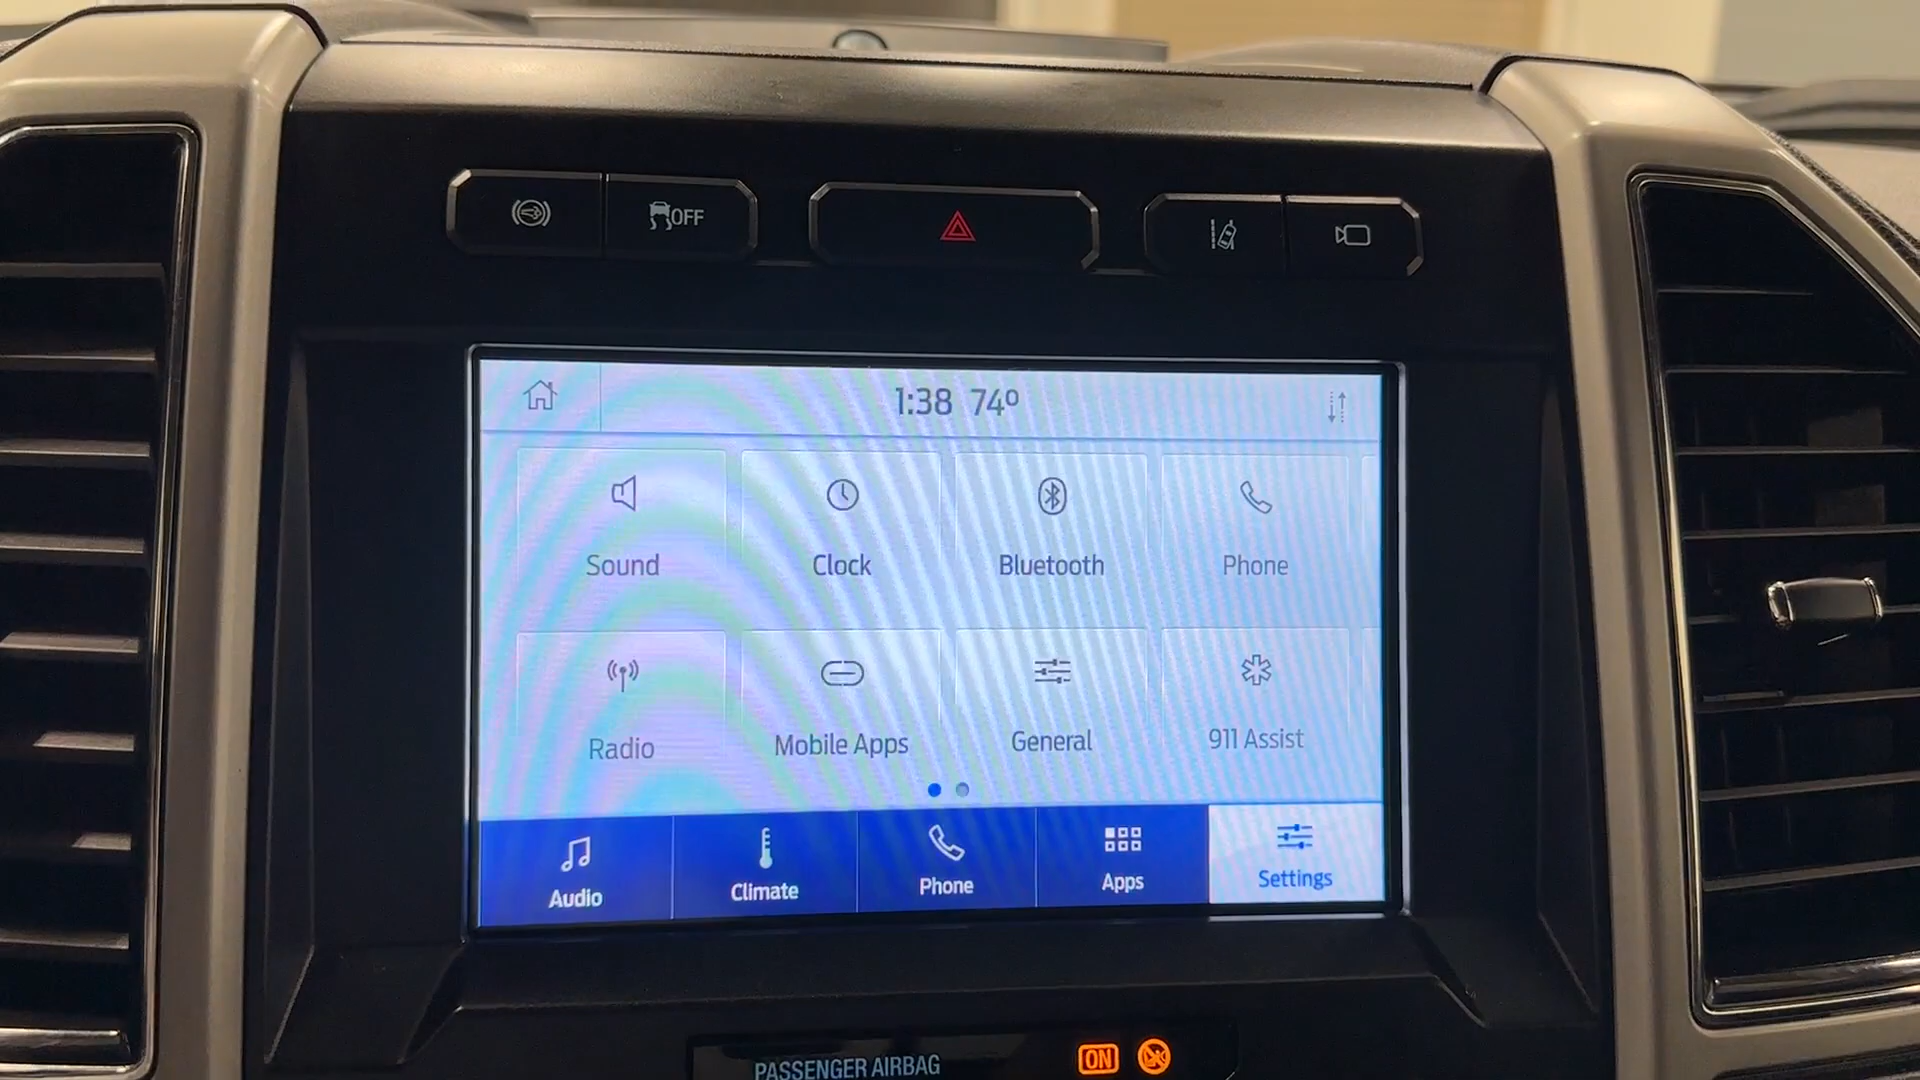 OFF
1:38 74º
Sound Clock Bluetooth Phone
Radio Mobile Apps General 911 Assist
Audio Climate Phone Apps Settings
PASSENGER AIRBAG ON